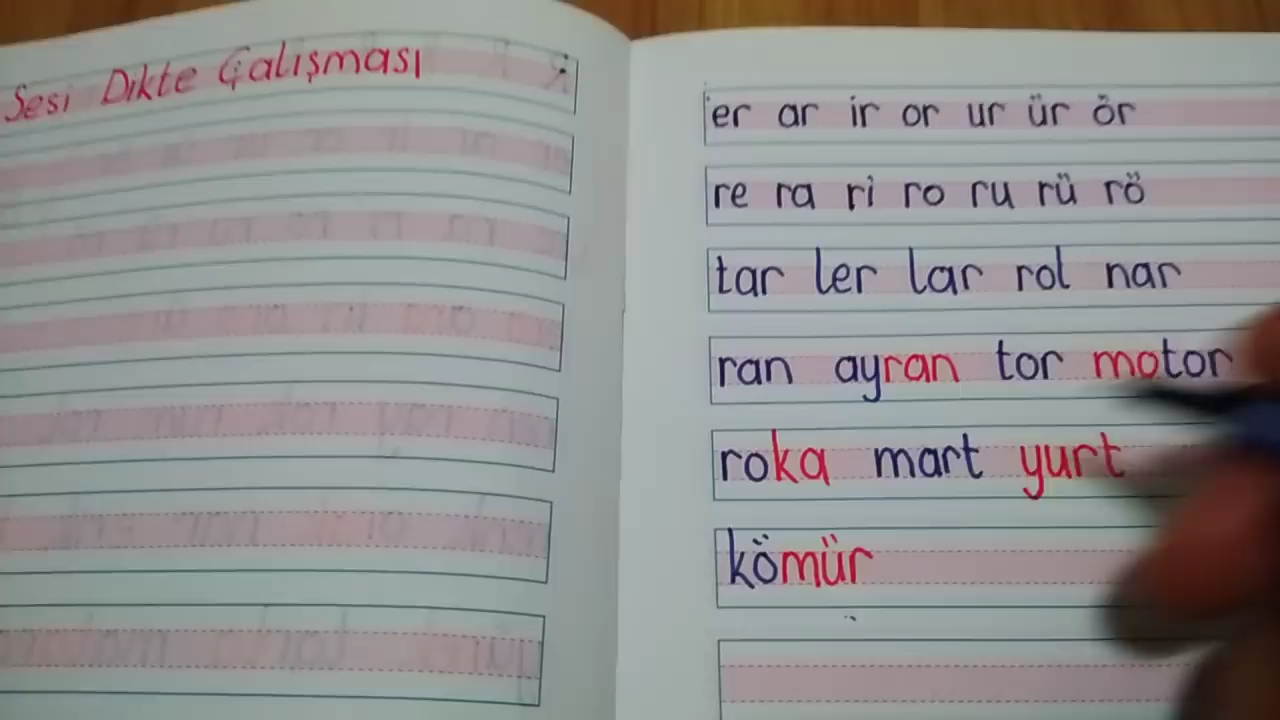 Sesi Dikte Çalışması
er ar ir or ur ür ör
re ra ri ro ru rü rö
tar ler lar rol nar
ran ayran tor motor
roka mart yurt
kömür